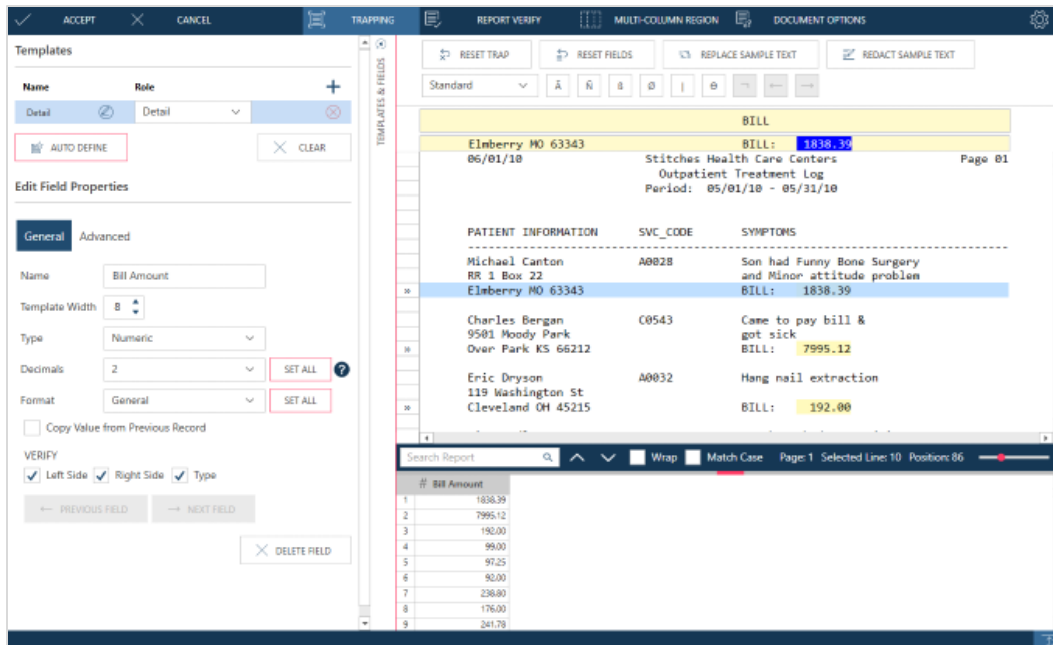 ACCEPT CANCEL TRAPPING REPORT VERIFY MULTI-COLUMN REGION DOCUMENT OPTIONS
Templates
Name Role
Detail Detail
AUTO DEFINE CLEAR
Edit Field Properties
General Advanced
Name Bill Amount
Template Width 8
Type Numeric
Decimals 2 SET ALL ?
Format General SET ALL
Copy Value from Previous Record
VERIFY
Left Side Right Side Type
← PREVIOUS FIELD → NEXT FIELD
DELETE FIELD
TEMPLATES & FIELDS
RESET TRAP RESET FIELDS REPLACE SAMPLE TEXT REDACT SAMPLE TEXT
Standard Ä Ñ ß Ø | ¬ ← →
BILL
Elmberry MO 63343 BILL: 1838.39
06/01/10 Stitches Health Care Centers Page 01
Outpatient Treatment Log
Period: 05/01/10 - 05/31/10
PATIENT INFORMATION SVC_CODE SYMPTOMS
Michael Canton A0028 Son had Funny Bone Surgery
RR 1 Box 22 and Minor attitude problem
» Elmberry MO 63343 BILL: 1838.39
Charles Bergan C0543 Came to pay bill &
9501 Moody Park got sick
» Over Park KS 66212 BILL: 7995.12
Eric Dryson A0032 Hang nail extraction
119 Washington St
» Cleveland OH 45215 BILL: 192.00
Search Report Wrap Match Case Page: 1 Selected Line: 10 Position: 86
# Bill Amount
1 1838.39
2 7995.12
3 192.00
4 99.00
5 97.25
6 92.00
7 238.80
8 176.00
9 241.78